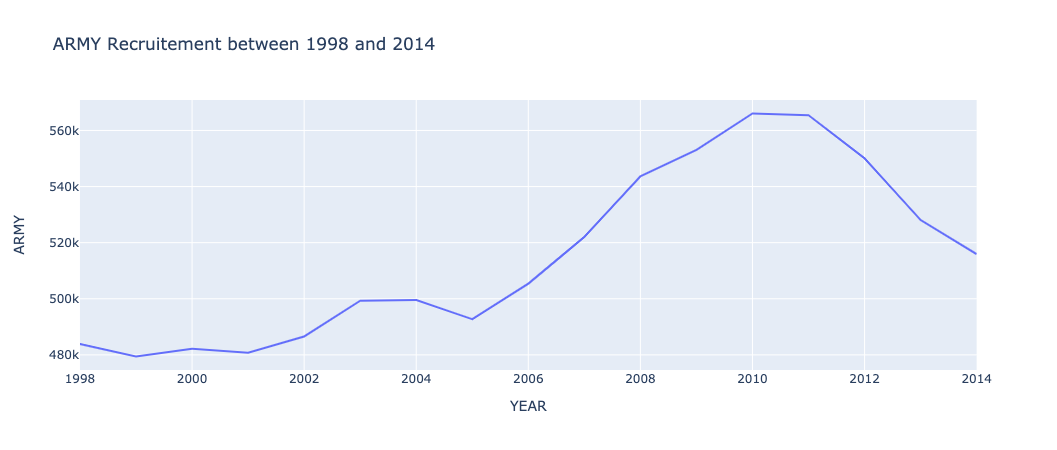 ARMY Recruitement between 1998 and 2014
560k
540k
520k
500k
480k
ARMY
1998 2000 2002 2004 2006 2008 2010 2012 2014
YEAR